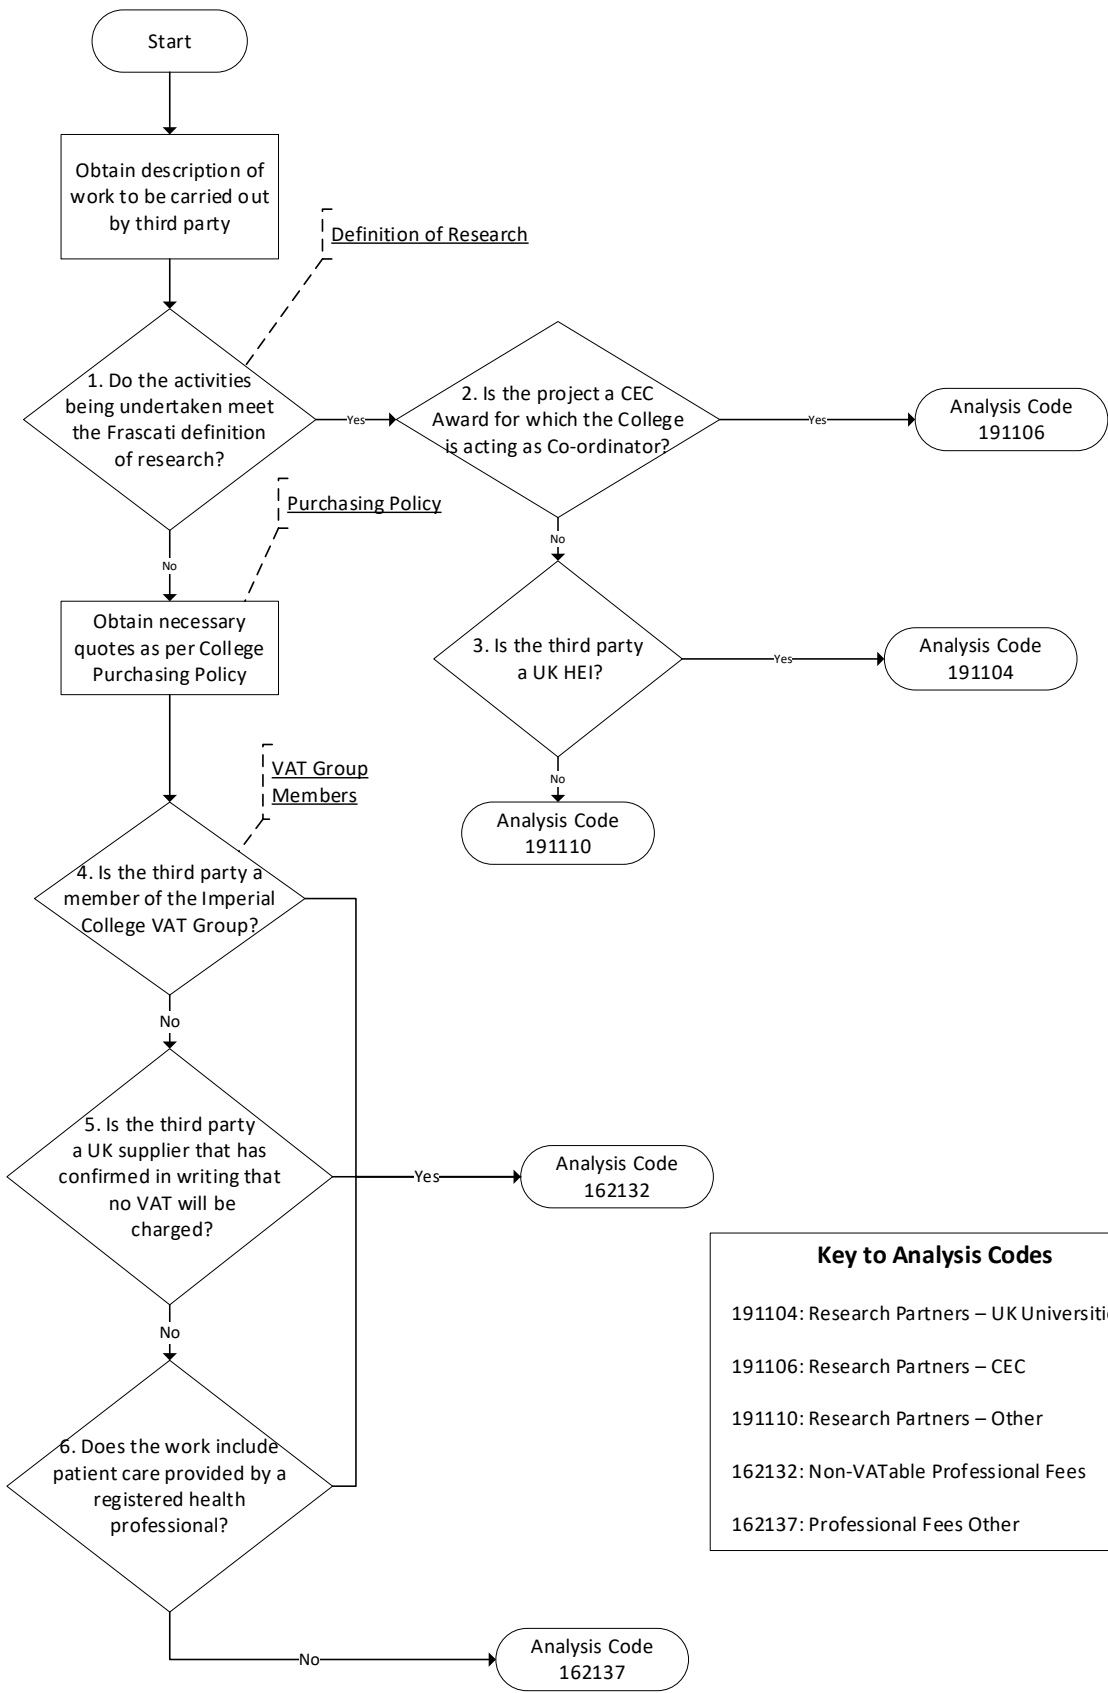 Start
Obtain description of
work to be carried out
by third party
Definition of Research
1. Do the activities
being undertaken meet
the Frascati definition
of research?
Yes
2. Is the project a CEC
Award for which the College
is acting as Co-ordinator?
Yes
Analysis Code
191106
No
Purchasing Policy
No
Obtain necessary
quotes as per College
Purchasing Policy
3. Is the third party
a UK HEI?
Yes
Analysis Code
191104
No
Analysis Code
191110
VAT Group
Members
4. Is the third party a
member of the Imperial
College VAT Group?
No
5. Is the third party
a UK supplier that has
confirmed in writing that
no VAT will be
charged?
Yes
Analysis Code
162132
No
6. Does the work include
patient care provided by a
registered health
professional?
No
Analysis Code
162137
Key to Analysis Codes
191104: Research Partners – UK Universiti
191106: Research Partners – CEC
191110: Research Partners – Other
162132: Non-VATable Professional Fees
162137: Professional Fees Other